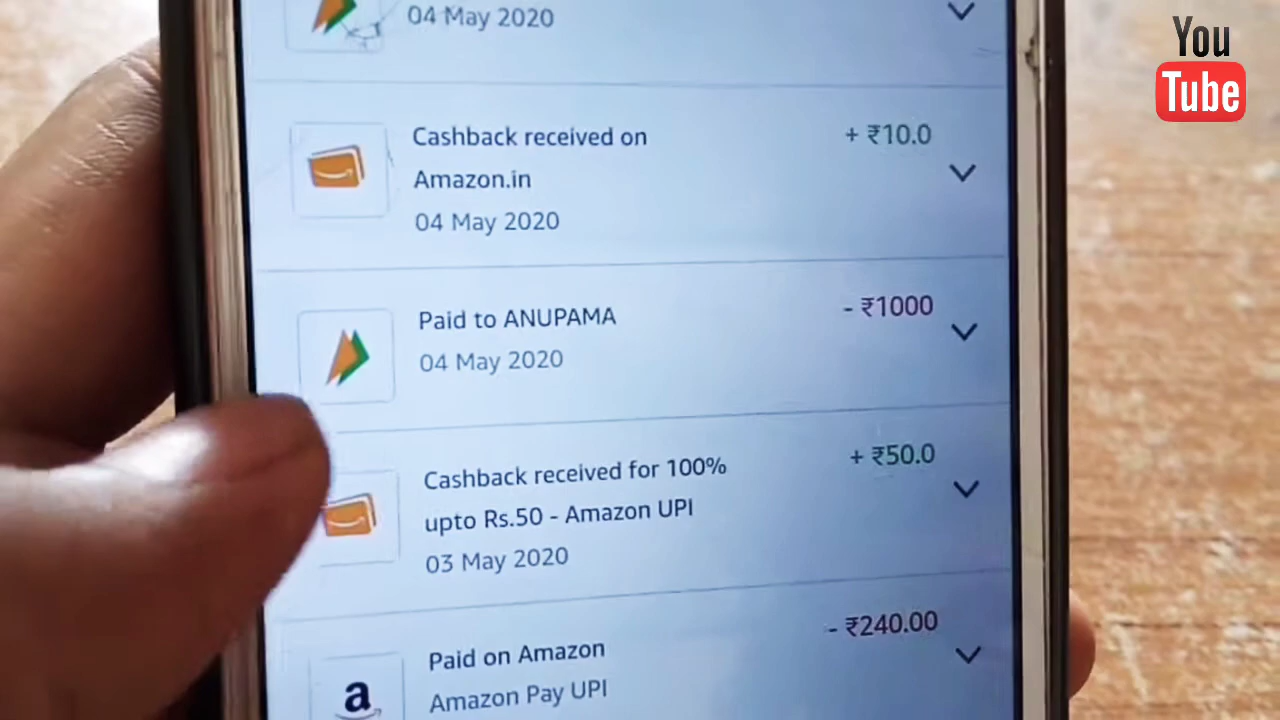 04 May 2020
Cashback received on
+ ₹10.0
Amazon.in
04 May 2020
Paid to ANUPAMA
- ₹1000
04 May 2020
Cashback received for 100%
+ ₹50.0
upto Rs.50 - Amazon UPI
03 May 2020
Paid on Amazon
- ₹240.00
Amazon Pay UPI
a
You
Tube